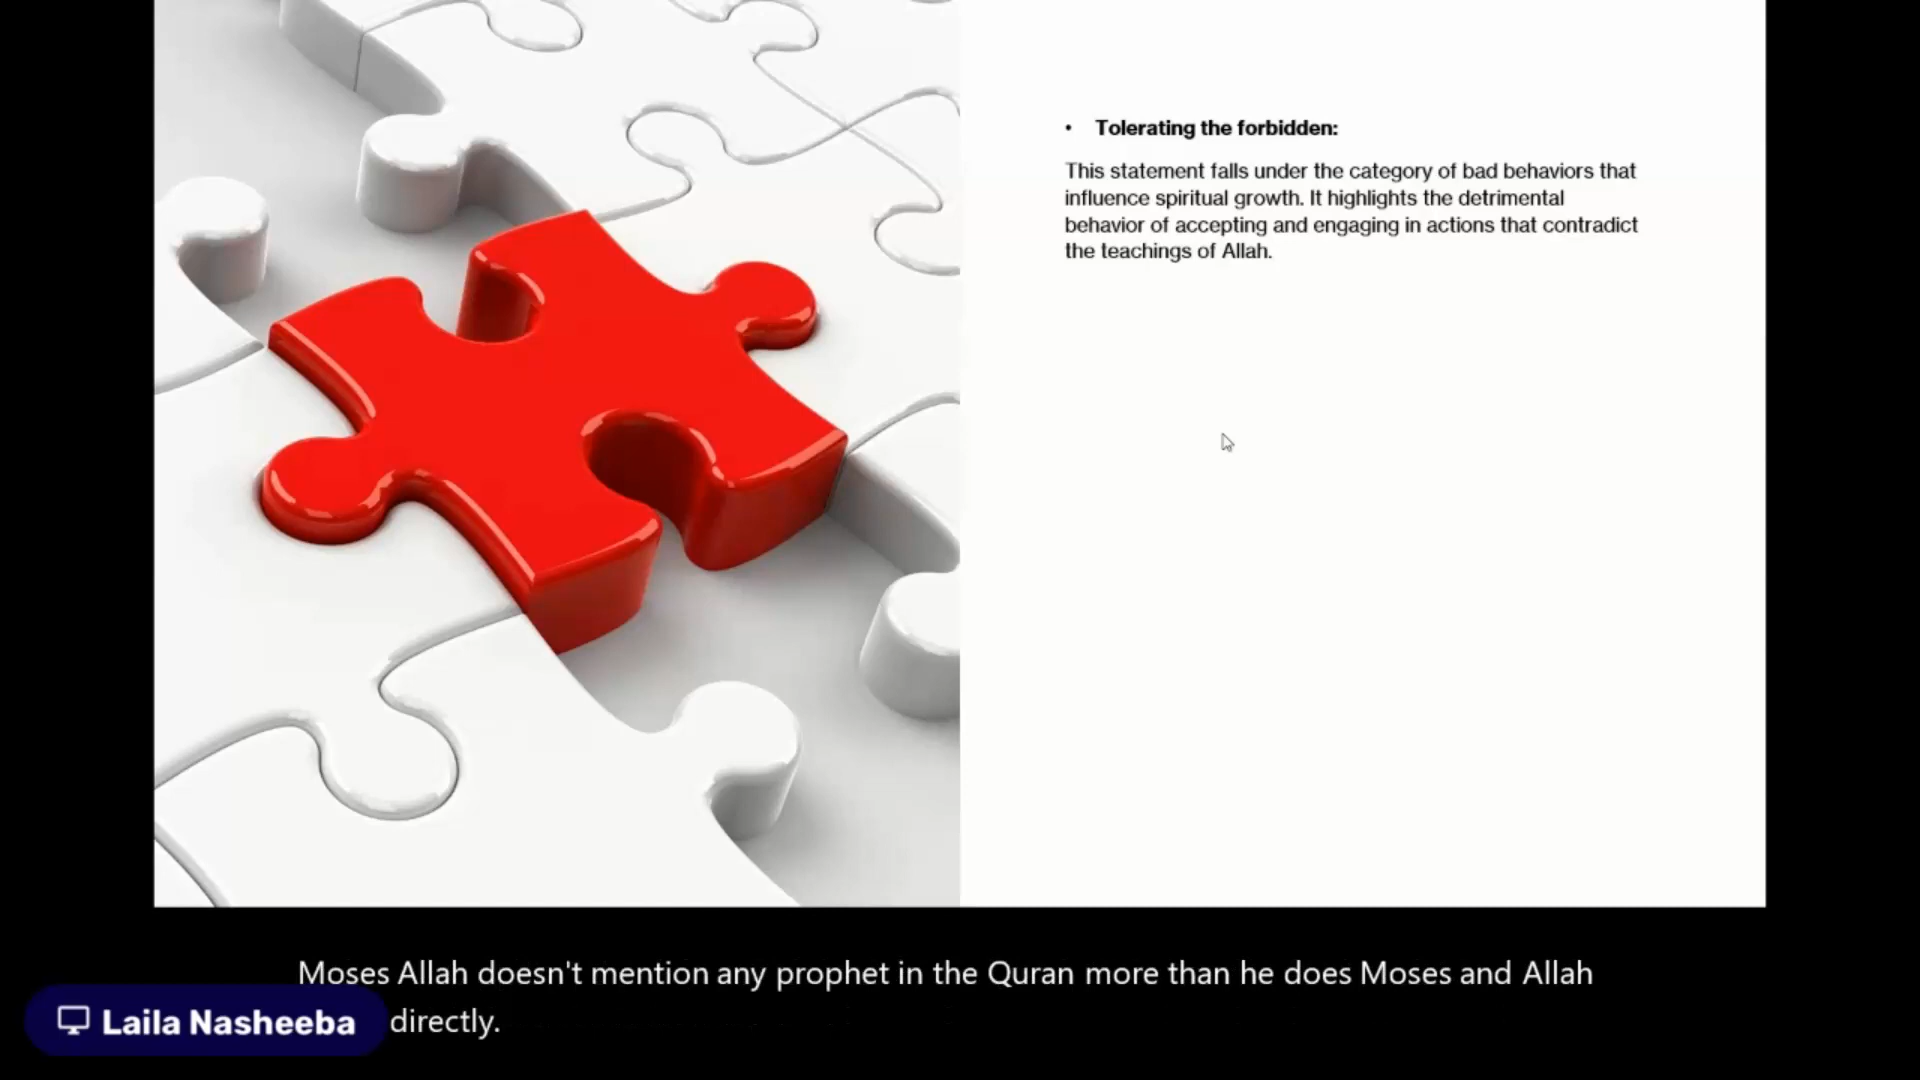 • Tolerating the forbidden:
This statement falls under the category of bad behaviors that
influence spiritual growth. It highlights the detrimental
behavior of accepting and engaging in actions that contradict
the teachings of Allah.
Moses Allah doesn't mention any prophet in the Quran more than he does Moses and Allah
directly.
Laila Nasheeba